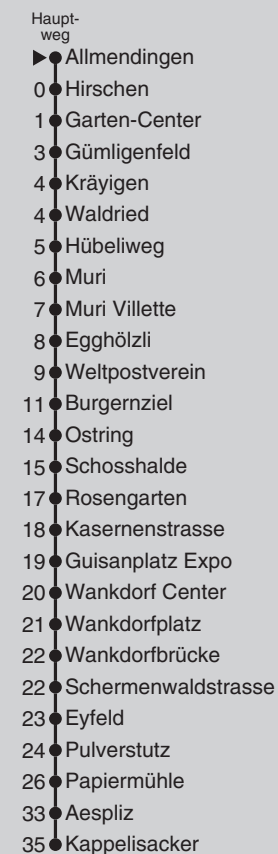 Haupt-
weg
Allmendingen
0 Hirschen
1 Garten-Center
3 Gümligenfeld
4 Kräyigen
4 Waldried
5 Hübeliweg
6 Muri
7 Muri Villette
8 Egghölzli
9 Weltpostverein
11 Burgernziel
14 Ostring
15 Schosshalde
17 Rosengarten
18 Kasernenstrasse
19 Guisanplatz Expo
20 Wankdorf Center
21 Wankdorfplatz
22 Wankdorfbrücke
22 Schermenwaldstrasse
23 Eyfeld
24 Pulverstutz
26 Papiermühle
33 Aespliz
35 Kappelisacker